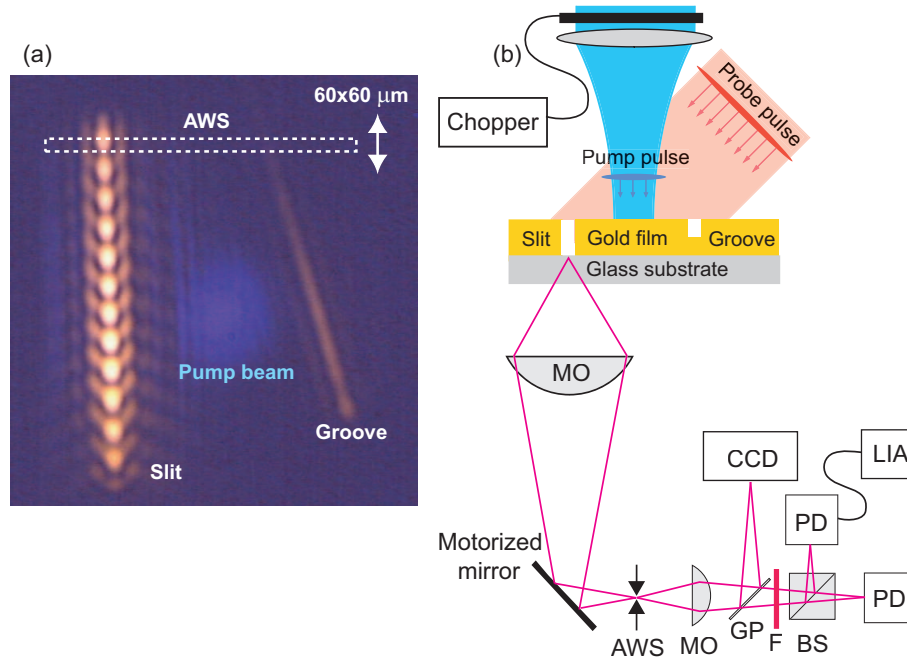 (a)
60x60 μm
AWS
Pump beam
Groove
Slit
(b)
Chopper
Probe pulse
Pump pulse
Slit
Gold film
Groove
Glass substrate
MO
CCD
LIA
PD
Motorized
mirror
PD
AWS
MO
GP
F
BS